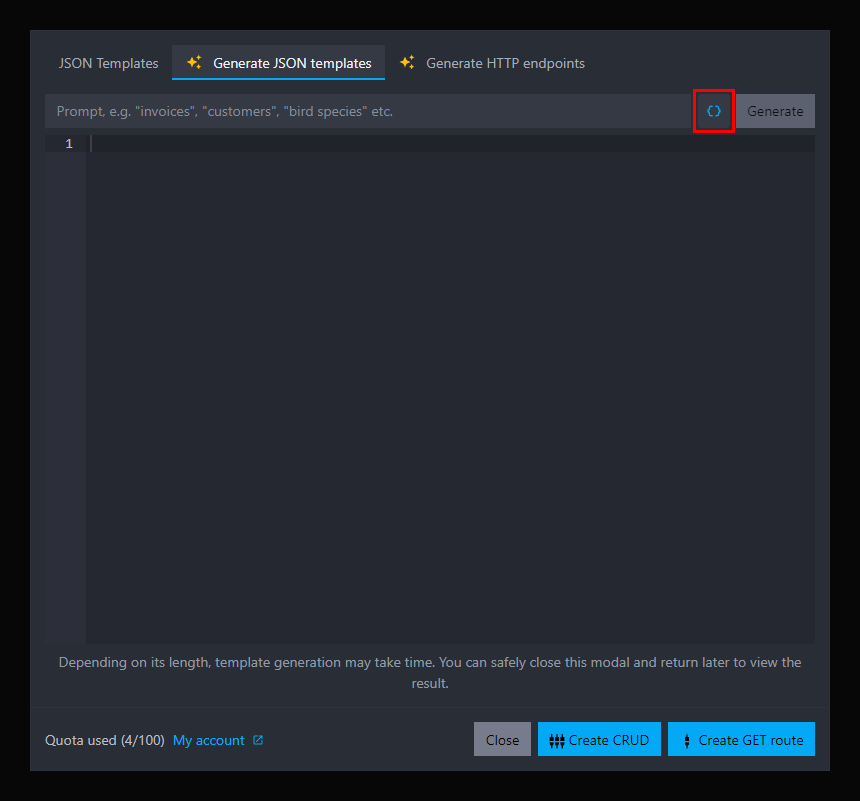 JSON Templates Generate JSON templates Generate HTTP endpoints
Prompt, e.g. "invoices", "customers", "bird species" etc. {} Generate
1
Depending on its length, template generation may take time. You can safely close this modal and return later to view the
result.
Quota used (4/100) My account Close Create CRUD Create GET route